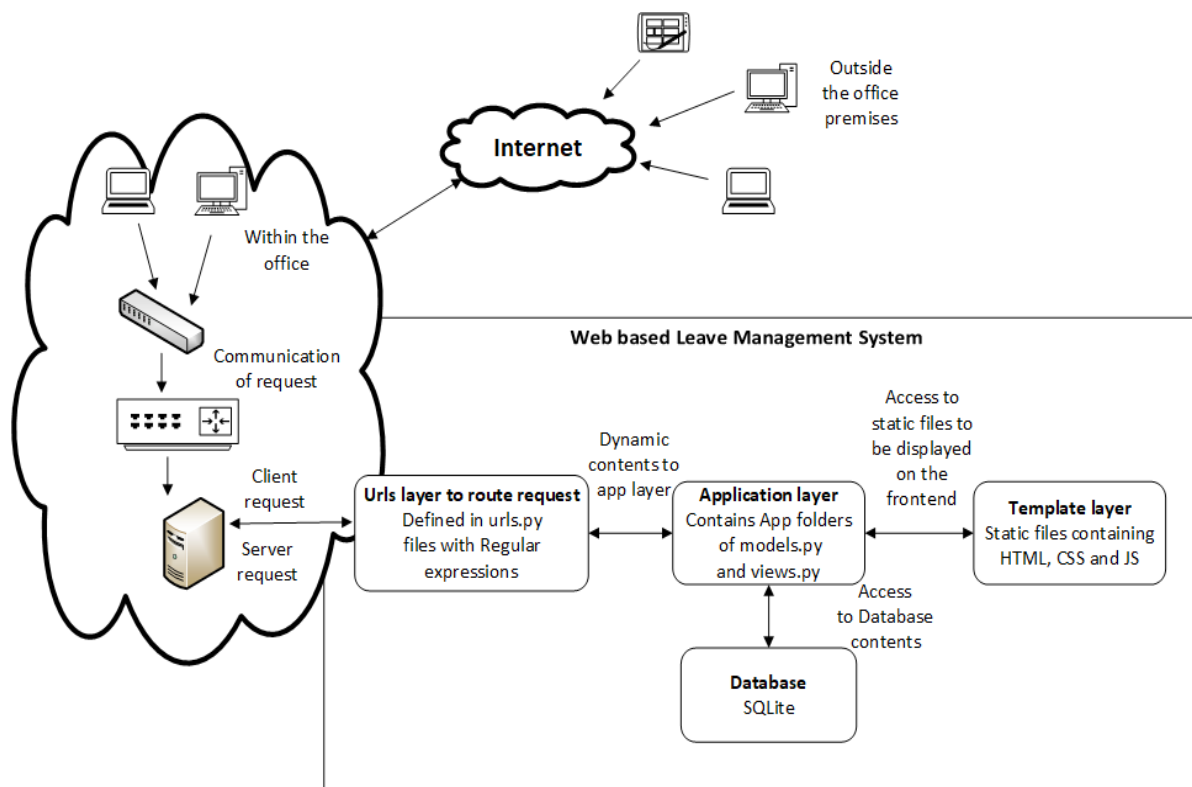 Outside
the office
premises
Internet
Within the
office
Communication
of request
Client
request
Server
request
Web based Leave Management System
Urls layer to route request
Defined in urls.py
files with Regular
expressions
Dynamic
contents to
app layer
Application layer
Contains App folders
of models.py
and views.py
Access to
static files to
be displayed
on the
frontend
Template layer
Static files containing
HTML, CSS and JS
Access
to Database
contents
Database
SQLite